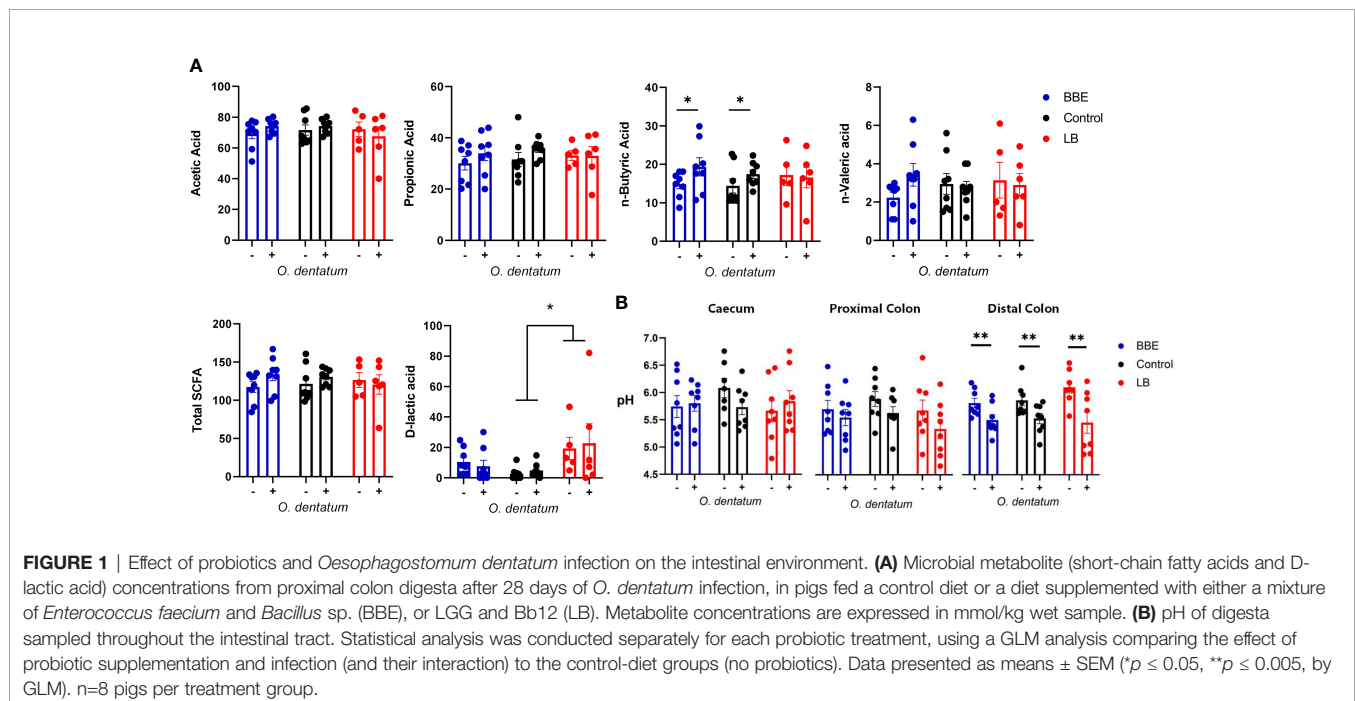 A
100
80
60
40
20
0
Acetic Acid
- + - + - +
O. dentatum
60
40
20
0
Propionic Acid
- + - + - +
O. dentatum
30
20
10
0
n-Butyric Acid
* *
- + - + - +
O. dentatum
8
6
4
2
0
n-Valeric acid
- + - + - +
O. dentatum
BBE
Control
LB
200
150
100
50
0
Total SCFA
- + - + - +
O. dentatum
100
80
60
40
20
0
D-lactic acid
*
- + - + - +
O. dentatum
B
Caecum Proximal Colon Distal Colon
7.0
6.5
6.0
5.5
5.0
4.5
pH
** ** **
- + - + - + - + - + - + - + - + - +
O. dentatum O. dentatum O. dentatum
BBE
Control
LB
FIGURE 1 | Effect of probiotics and Oesophagostomum dentatum infection on the intestinal environment. (A) Microbial metabolite (short-chain fatty acids and D-
lactic acid) concentrations from proximal colon digesta after 28 days of O. dentatum infection, in pigs fed a control diet or a diet supplemented with either a mixture
of Enterococcus faecium and Bacillus sp. (BBE), or LGG and Bb12 (LB). Metabolite concentrations are expressed in mmol/kg wet sample. (B) pH of digesta
sampled throughout the intestinal tract. Statistical analysis was conducted separately for each probiotic treatment, using a GLM analysis comparing the effect of
probiotic supplementation and infection (and their interaction) to the control-diet groups (no probiotics). Data presented as means ± SEM (*p ≤ 0.05, **p ≤ 0.005, by
GLM). n=8 pigs per treatment group.